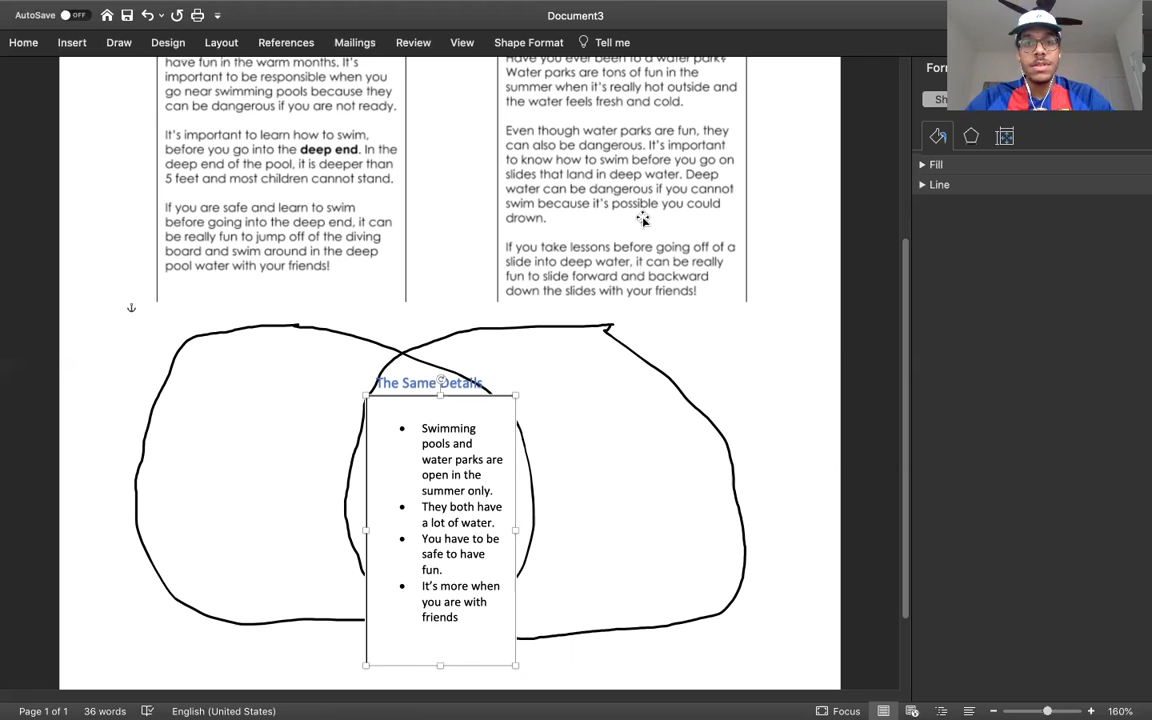 AutoSave OFF
Document3
Home Insert Draw Design Layout References Mailings Review View Shape Format Tell me
have fun in the warm months. It's
important to be responsible when you
go near swimming pools because they
can be dangerous if you are not ready.
It's important to learn how to swim,
before you go into the deep end. In the
deep end of the pool, it is deeper than
5 feet and most children cannot stand.
If you are safe and learn to swim
before going into the deep end, it can
be really fun to jump off of the diving
board and swim around in the deep
pool water with your friends!
Have you ever been to a water park?
Water parks are tons of fun in the
summer when it's really hot outside and
the water feels fresh and cold.
Even though water parks are fun, they
can also be dangerous. It's important
to know how to swim before you go on
slides that land in deep water. Deep
water can be dangerous if you cannot
swim because it's possible you could
drown.
If you take lessons before going off of a
slide into deep water, it can be really
fun to slide forward and backward
down the slides with your friends!
The Same Details
• Swimming
pools and
water parks are
open in the
summer only.
• They both have
a lot of water.
• You have to be
safe to have
fun.
• It's more when
you are with
friends
Fill
Line
Page 1 of 1 36 words English (United States) Focus 160%